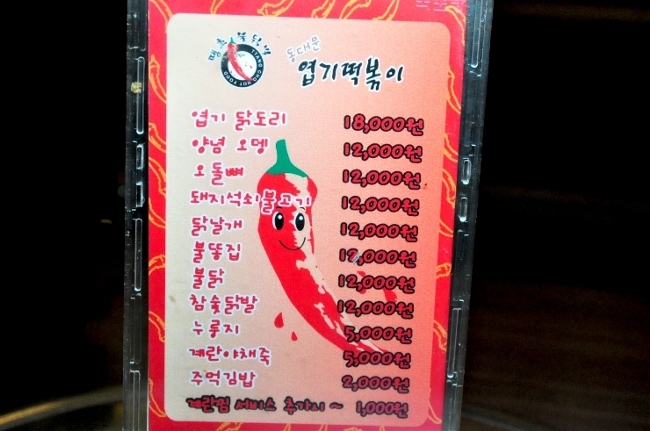 동대문
엽기떡볶이
엽기 닭도리 18,000원
양념 오뎅 12,000원
오돌뼈 12,000원
돼지석쇠불고기 12,000원
닭날개 12,000원
불똥집 12,000원
불닭 12,000원
참숯닭발 12,000원
누룽지 5,000원
계란야채죽 5,000원
주먹김밥 2,000원
계란찜 서비스 추가시 ~ 1,000원